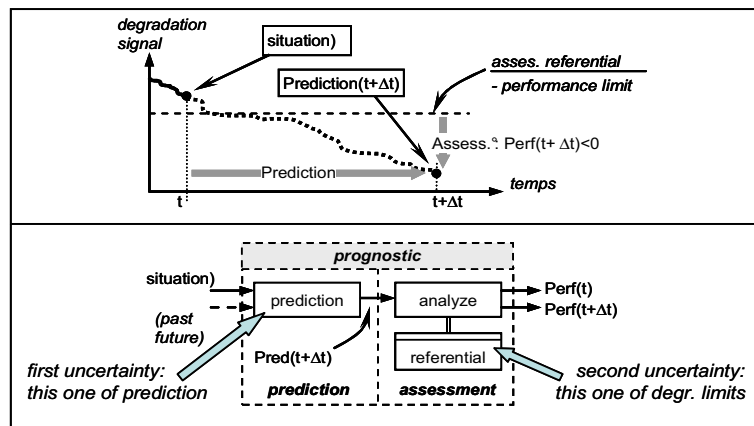 degradation
signal
situation)
Prediction(t+Δt)
asses. referential
- performance limit
Assess.°: Perf(t+ Δt)<0
Prediction
t
t+Δt
temps
prognostic
situation)
(past
future)
prediction
analyze
Perf(t)
Perf(t+Δt)
Pred(t+Δt)
referential
first uncertainty:
this one of prediction
prediction
assessment
second uncertainty:
this one of degr. limits